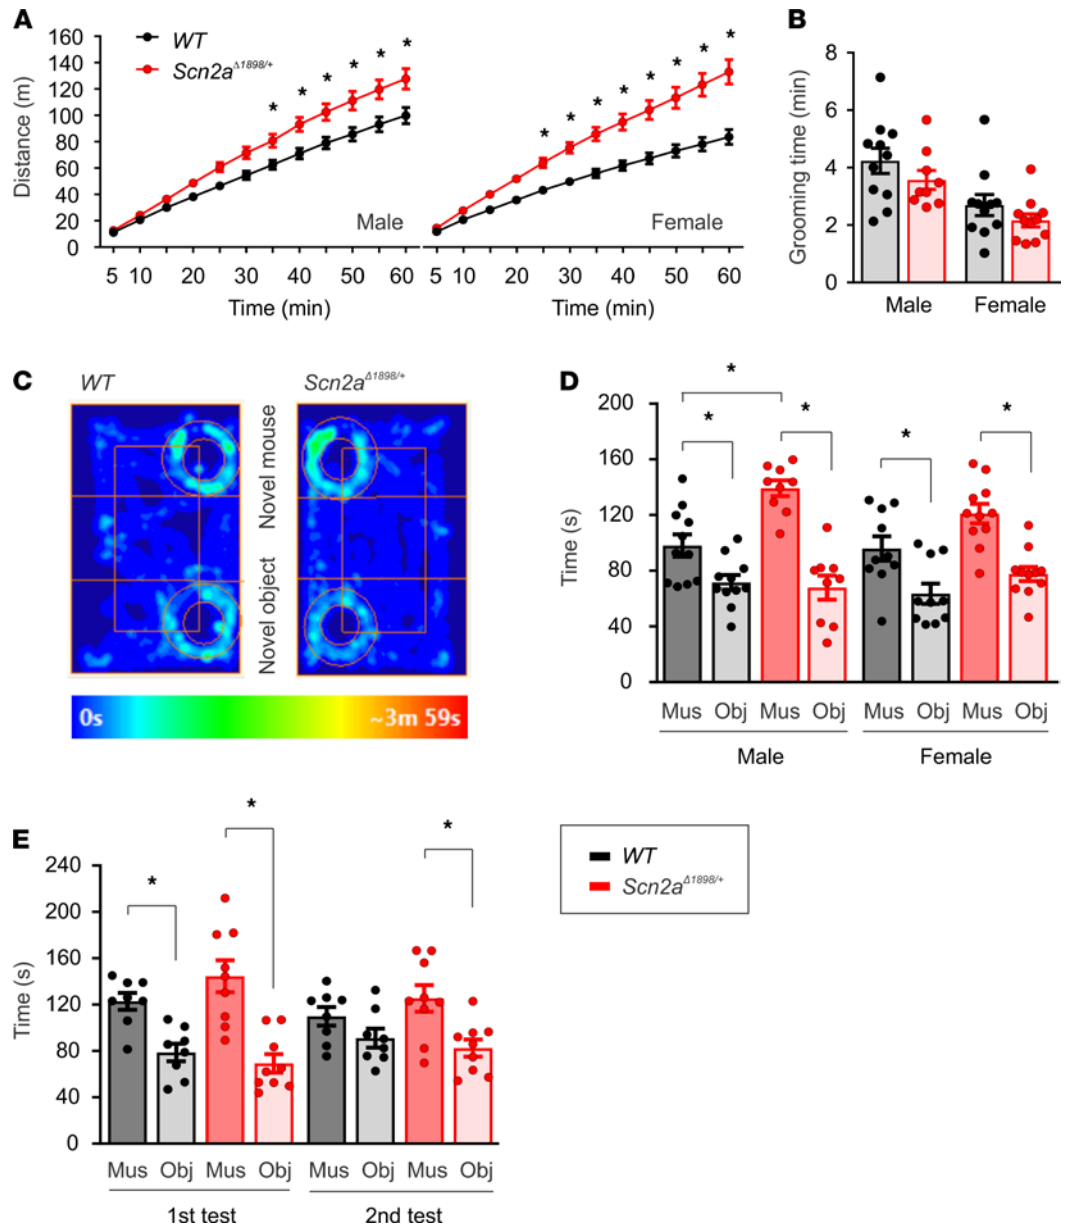 A
160
140
120
100
80
60
40
20
0
Distance (m)
WT
Scn2aΔ1898/+
* * * * * *
Male
5 10 20 30 40 50 60
Time (min)
* * * * * * * *
Female
5 10 20 30 40 50 60
Time (min)
B
8
6
4
2
0
Grooming time (min)
Male Female
C
WT
Scn2aΔ1898/+
Novel mouse
Novel object
0s ~3m 59s
D
200
160
120
80
40
0
Time (s)
* * * * *
Mus Obj Mus Obj Mus Obj Mus Obj
Male Female
E
240
200
160
120
80
40
0
Time (s)
* * *
Mus Obj Mus Obj Mus Obj Mus Obj
1st test 2nd test
WT
Scn2aΔ1898/+